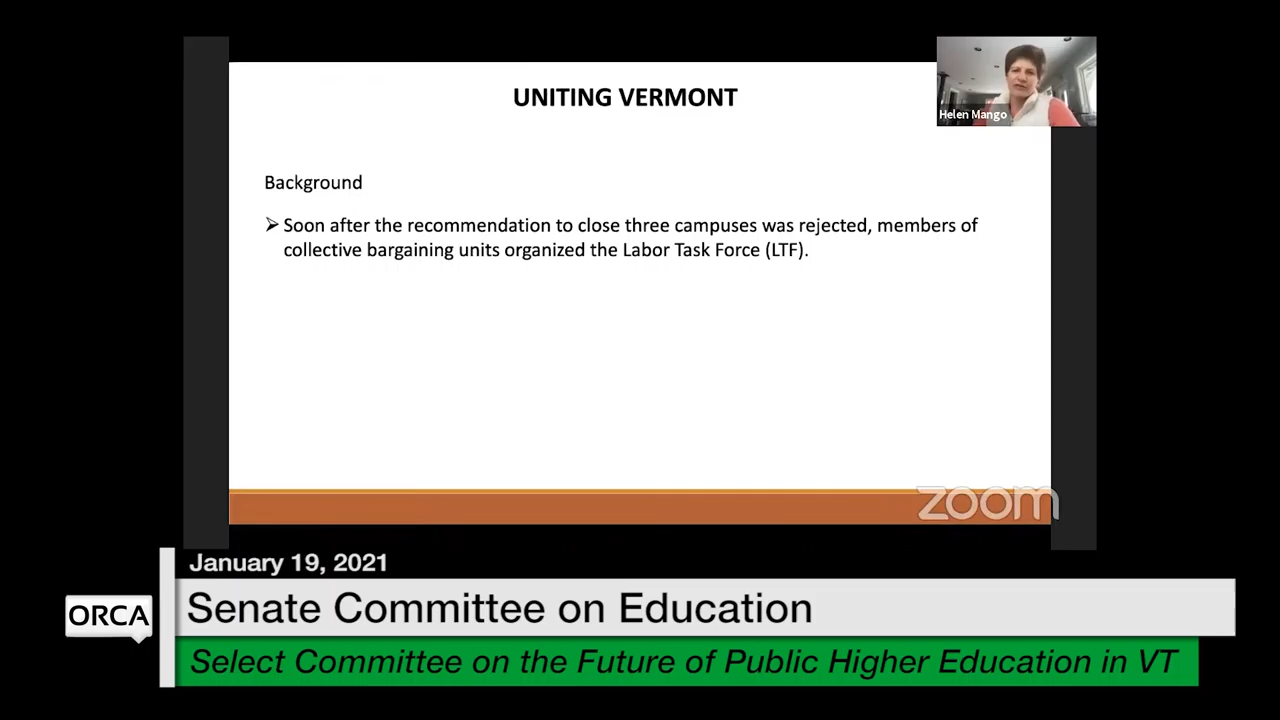 UNITING VERMONT
Helen Mango
Background
➢ Soon after the recommendation to close three campuses was rejected, members of
collective bargaining units organized the Labor Task Force (LTF).
zoom
January 19, 2021
ORCA
Senate Committee on Education
Select Committee on the Future of Public Higher Education in VT